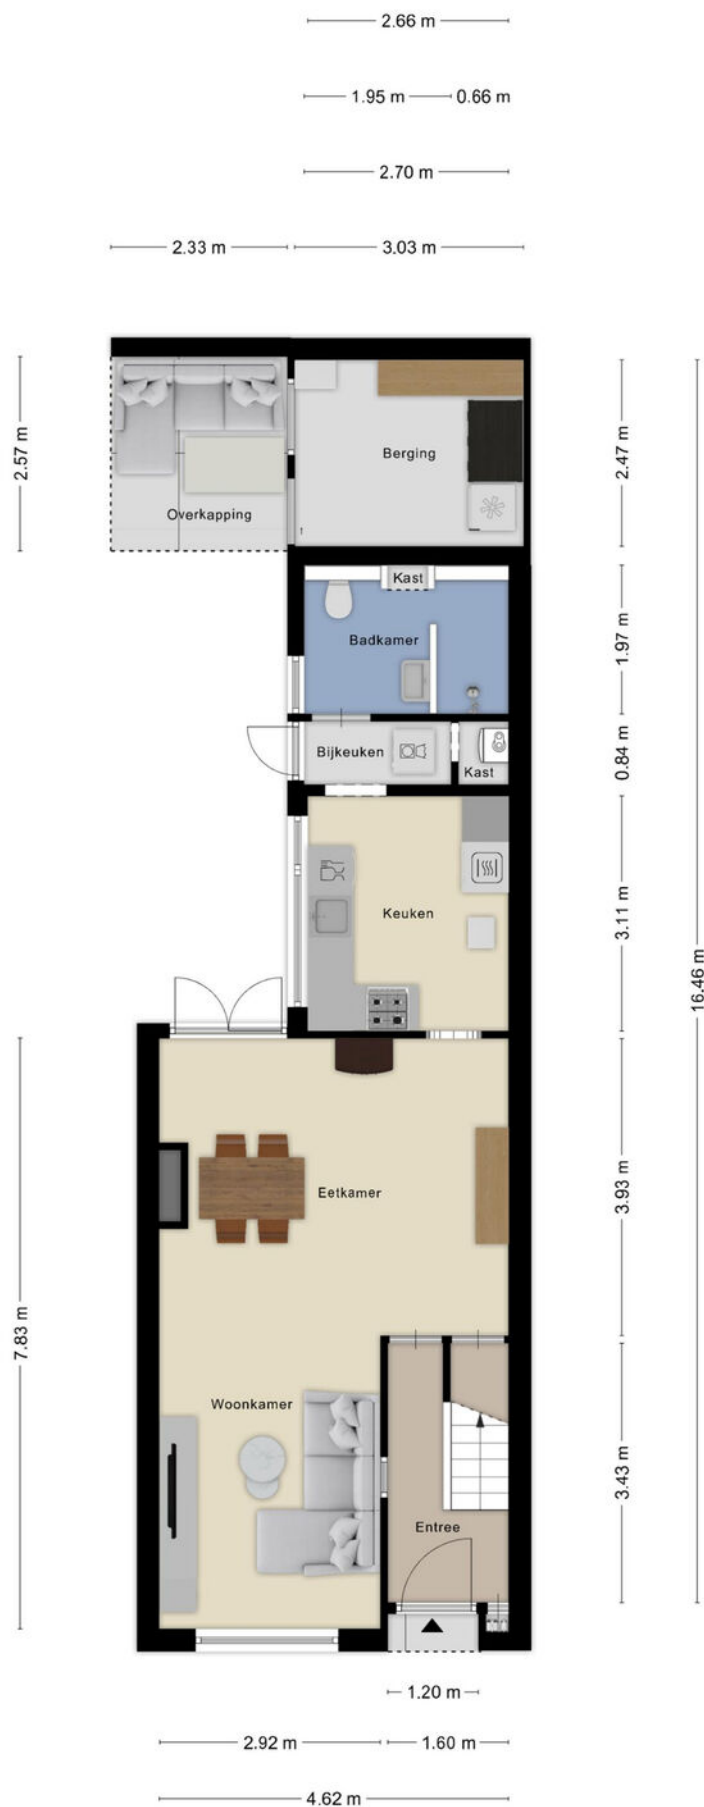 2.66 m
1.95 m
0.66 m
2.70 m
2.33 m
3.03 m
2.57 m
Berging
2.47 m
Overkapping
Kast
Badkamer
1.97 m
Bijkeuken
Kast
0.84 m
Keuken
3.11 m
16.46 m
Eetkamer
3.93 m
7.83 m
Woonkamer
3.43 m
Entree
1.20 m
2.92 m
1.60 m
4.62 m